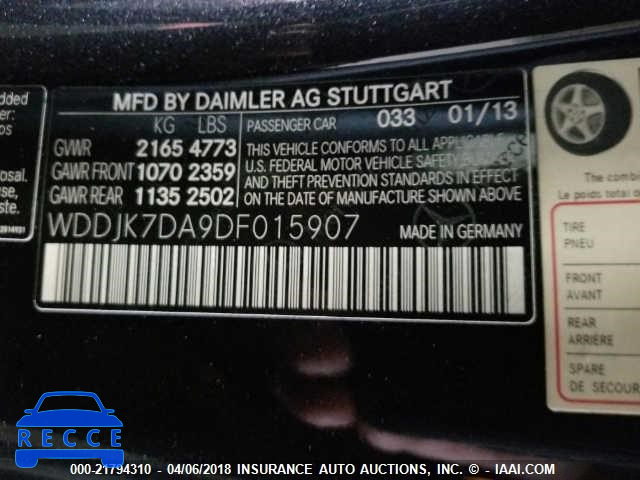 dded
sposal.
MFD BY DAIMLER AG STUTTGART
KG LBS
PASSENGER CAR 033 01/13
GVWR 2165 4773
GAWR FRONT 1070 2359
GAWR REAR 1135 2502
THIS VEHICLE CONFORMS TO ALL APPLICABLE
U.S. FEDERAL MOTOR VEHICLE SAFETY, BUMPER
AND THEFT PREVENTION STANDARDS IN EFFECT
ON THE DATE OF MANUFACTURE SHOWN ABOVE
WDDJK7DA9DF015907 MADE IN GERMANY
The combi
Le poids total d
TIRE
PNEU
FRONT
AVANT
REAR
ARRIÈRE
SPARE
DE SECOUR
RECCE
000-21794310 - 04/06/2018 INSURANCE AUTO AUCTIONS, INC. - © IAAI.COM